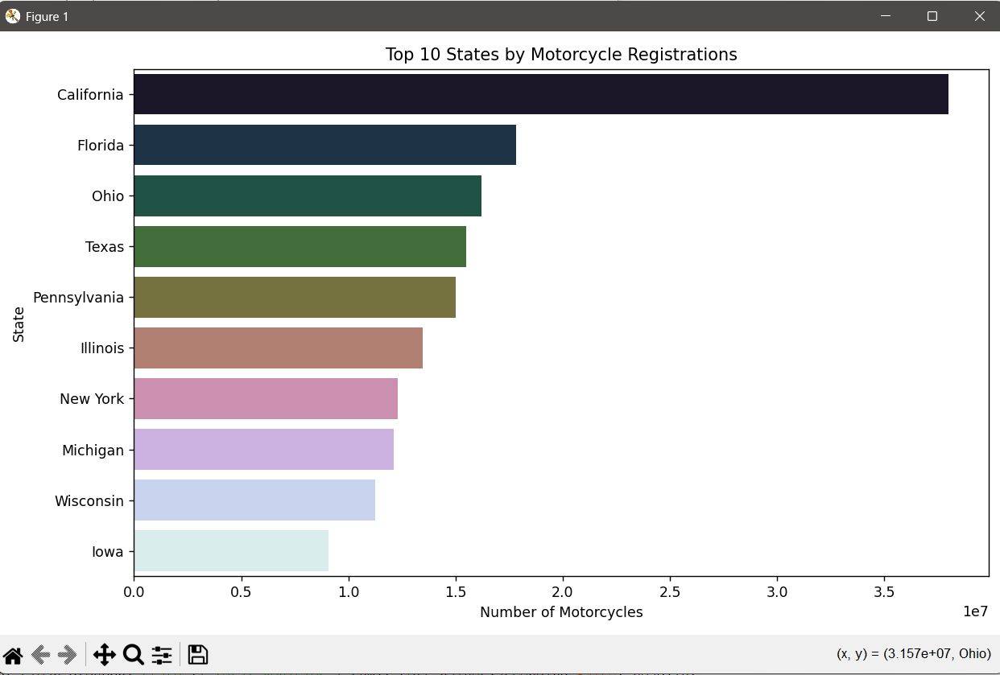 Figure 1
Top 10 States by Motorcycle Registrations
California
Florida
Ohio
Texas
Pennsylvania
Illinois
New York
Michigan
Wisconsin
Iowa
State
0.0 0.5 1.0 1.5 2.0 2.5 3.0 3.5
Number of Motorcycles
1e7
(x, y) = (3.157e+07, Ohio)